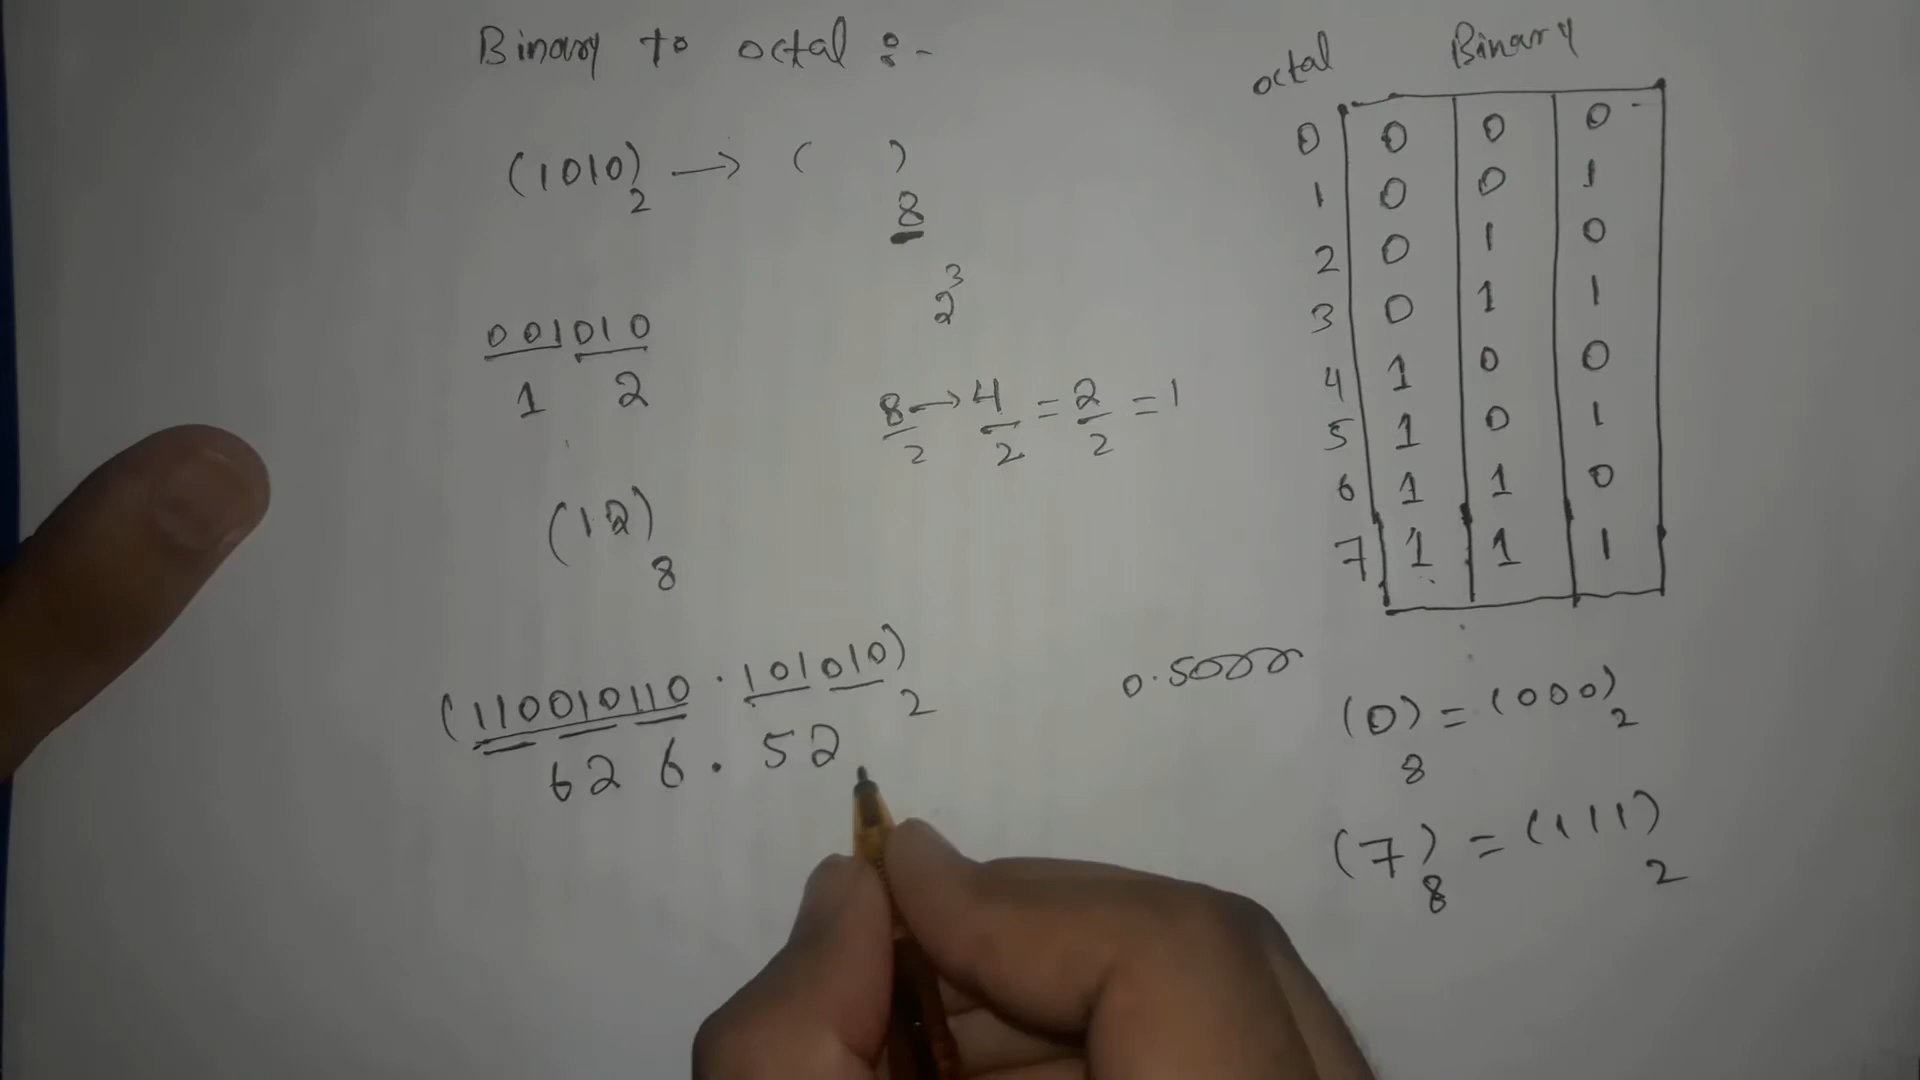 Binary to octal :-
(1010)2 → ( )8
2³
001010
1 2
8/2 → 4/2 = 2/2 = 1
(12)8
(110010110.101010)2
626.52
octal Binary
0 0 0 0
1 0 0 1
2 0 1 0
3 0 1 1
4 1 0 0
5 1 0 1
6 1 1 0
7 1 1 1
0.5000
(0)8 = (000)2
(7)8 = (111)2